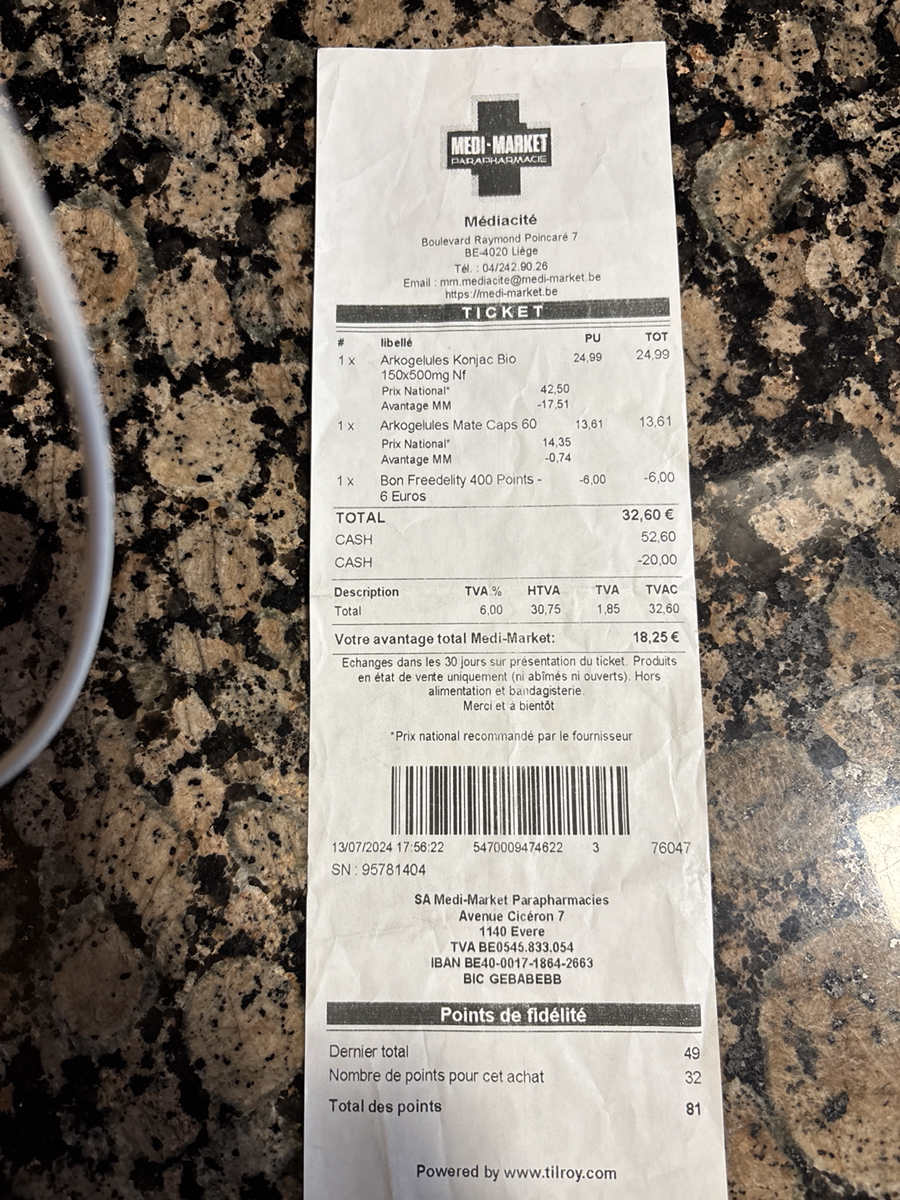 MEDI-MARKET
PARAPHARMACIE
Médiacité
Boulevard Raymond Poincaré 7
BE-4020 Liège
Tél. : 04/242.90.26
Email : mm.mediacite@medi-market.be
https://medi-market.be
TICKET
# libellé PU TOT
1 x Arkogelules Konjac Bio 24,99 24,99
150x500mg Nf
Prix National* 42,50
Avantage MM -17,51
1 x Arkogelules Mate Caps 60 13,61 13,61
Prix National* 14,35
Avantage MM -0,74
1 x Bon Freedelity 400 Points - -6,00 -6,00
6 Euros
TOTAL 32,60 €
CASH 52,60
CASH -20,00
Description TVA % HTVA TVA TVAC
Total 6,00 30,75 1,85 32,60
Votre avantage total Medi-Market: 18,25 €
Echanges dans les 30 jours sur présentation du ticket. Produits
en état de vente uniquement (ni abîmés ni ouverts). Hors
alimentation et bandagisterie.
Merci et à bientôt
*Prix national recommandé par le fournisseur
13/07/2024 17:56:22 5470009474622 3 76047
SN : 95781404
SA Medi-Market Parapharmacies
Avenue Cicéron 7
1140 Evere
TVA BE0545.833.054
IBAN BE40-0017-1864-2663
BIC GEBABEBB
Points de fidélité
Dernier total 49
Nombre de points pour cet achat 32
Total des points 81
Powered by www.tilroy.com